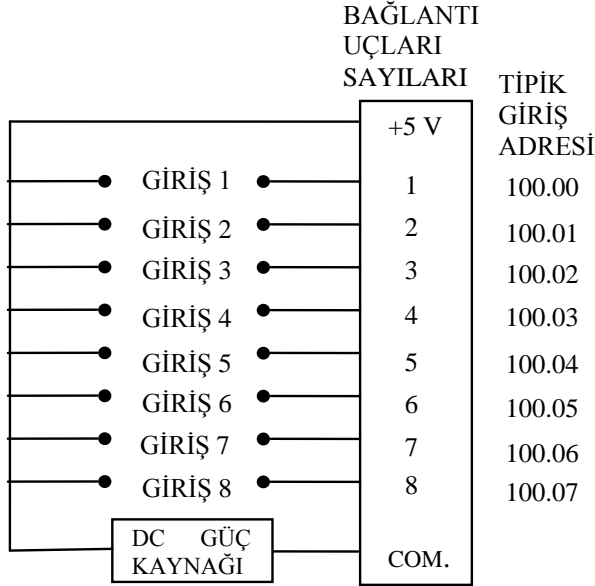 BAĞLANTI
UÇLARI
SAYILARI
TİPİK
GİRİŞ
ADRESİ
+5 V
GİRİŞ 1 1 100.00
GİRİŞ 2 2 100.01
GİRİŞ 3 3 100.02
GİRİŞ 4 4 100.03
GİRİŞ 5 5 100.04
GİRİŞ 6 6 100.05
GİRİŞ 7 7 100.06
GİRİŞ 8 8 100.07
DC GÜÇ
KAYNAĞI
COM.